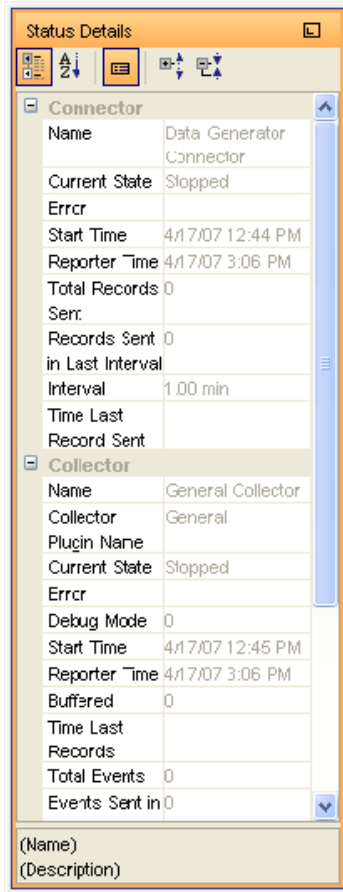 Status Details
Connector
Name Data Generator
Connector
Current State Stopped
Error
Start Time 4/17/07 12:44 PM
Reporter Time 4/17/07 3:06 PM
Total Records 0
Sent
Records Sent 0
in Last Interval
Interval 1.00 min
Time Last
Record Sent
Collector
Name General Collector
Collector General
Plugin Name
Current State Stopped
Error
Debug Mode 0
Start Time 4/17/07 12:45 PM
Reporter Time 4/17/07 3:06 PM
Buffered 0
Time Last
Records
Total Events 0
Events Sent in 0
(Name)
(Description)